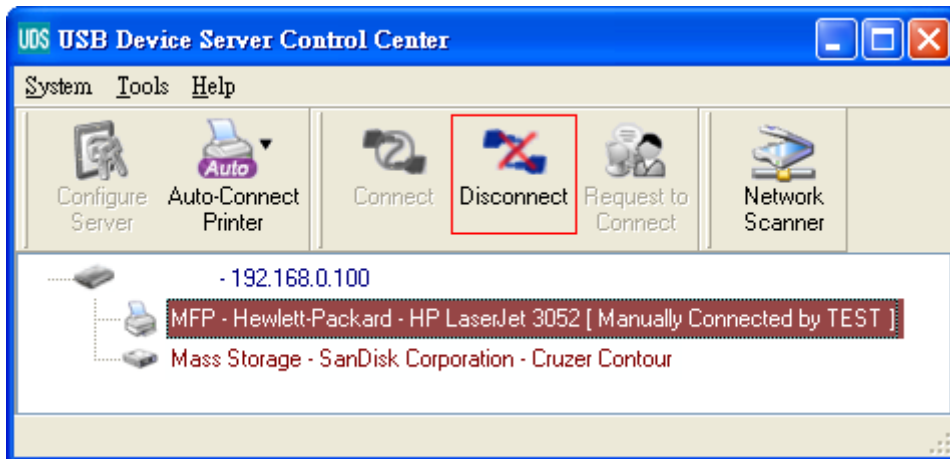 UDS USB Device Server Control Center
System Tools Help
Auto
Configure Server
Auto-Connect Printer
Connect
Disconnect
Request to Connect
Network Scanner
- 192.168.0.100
MFP - Hewlett-Packard - HP LaserJet 3052 [ Manually Connected by TEST ]
Mass Storage - SanDisk Corporation - Cruzer Contour